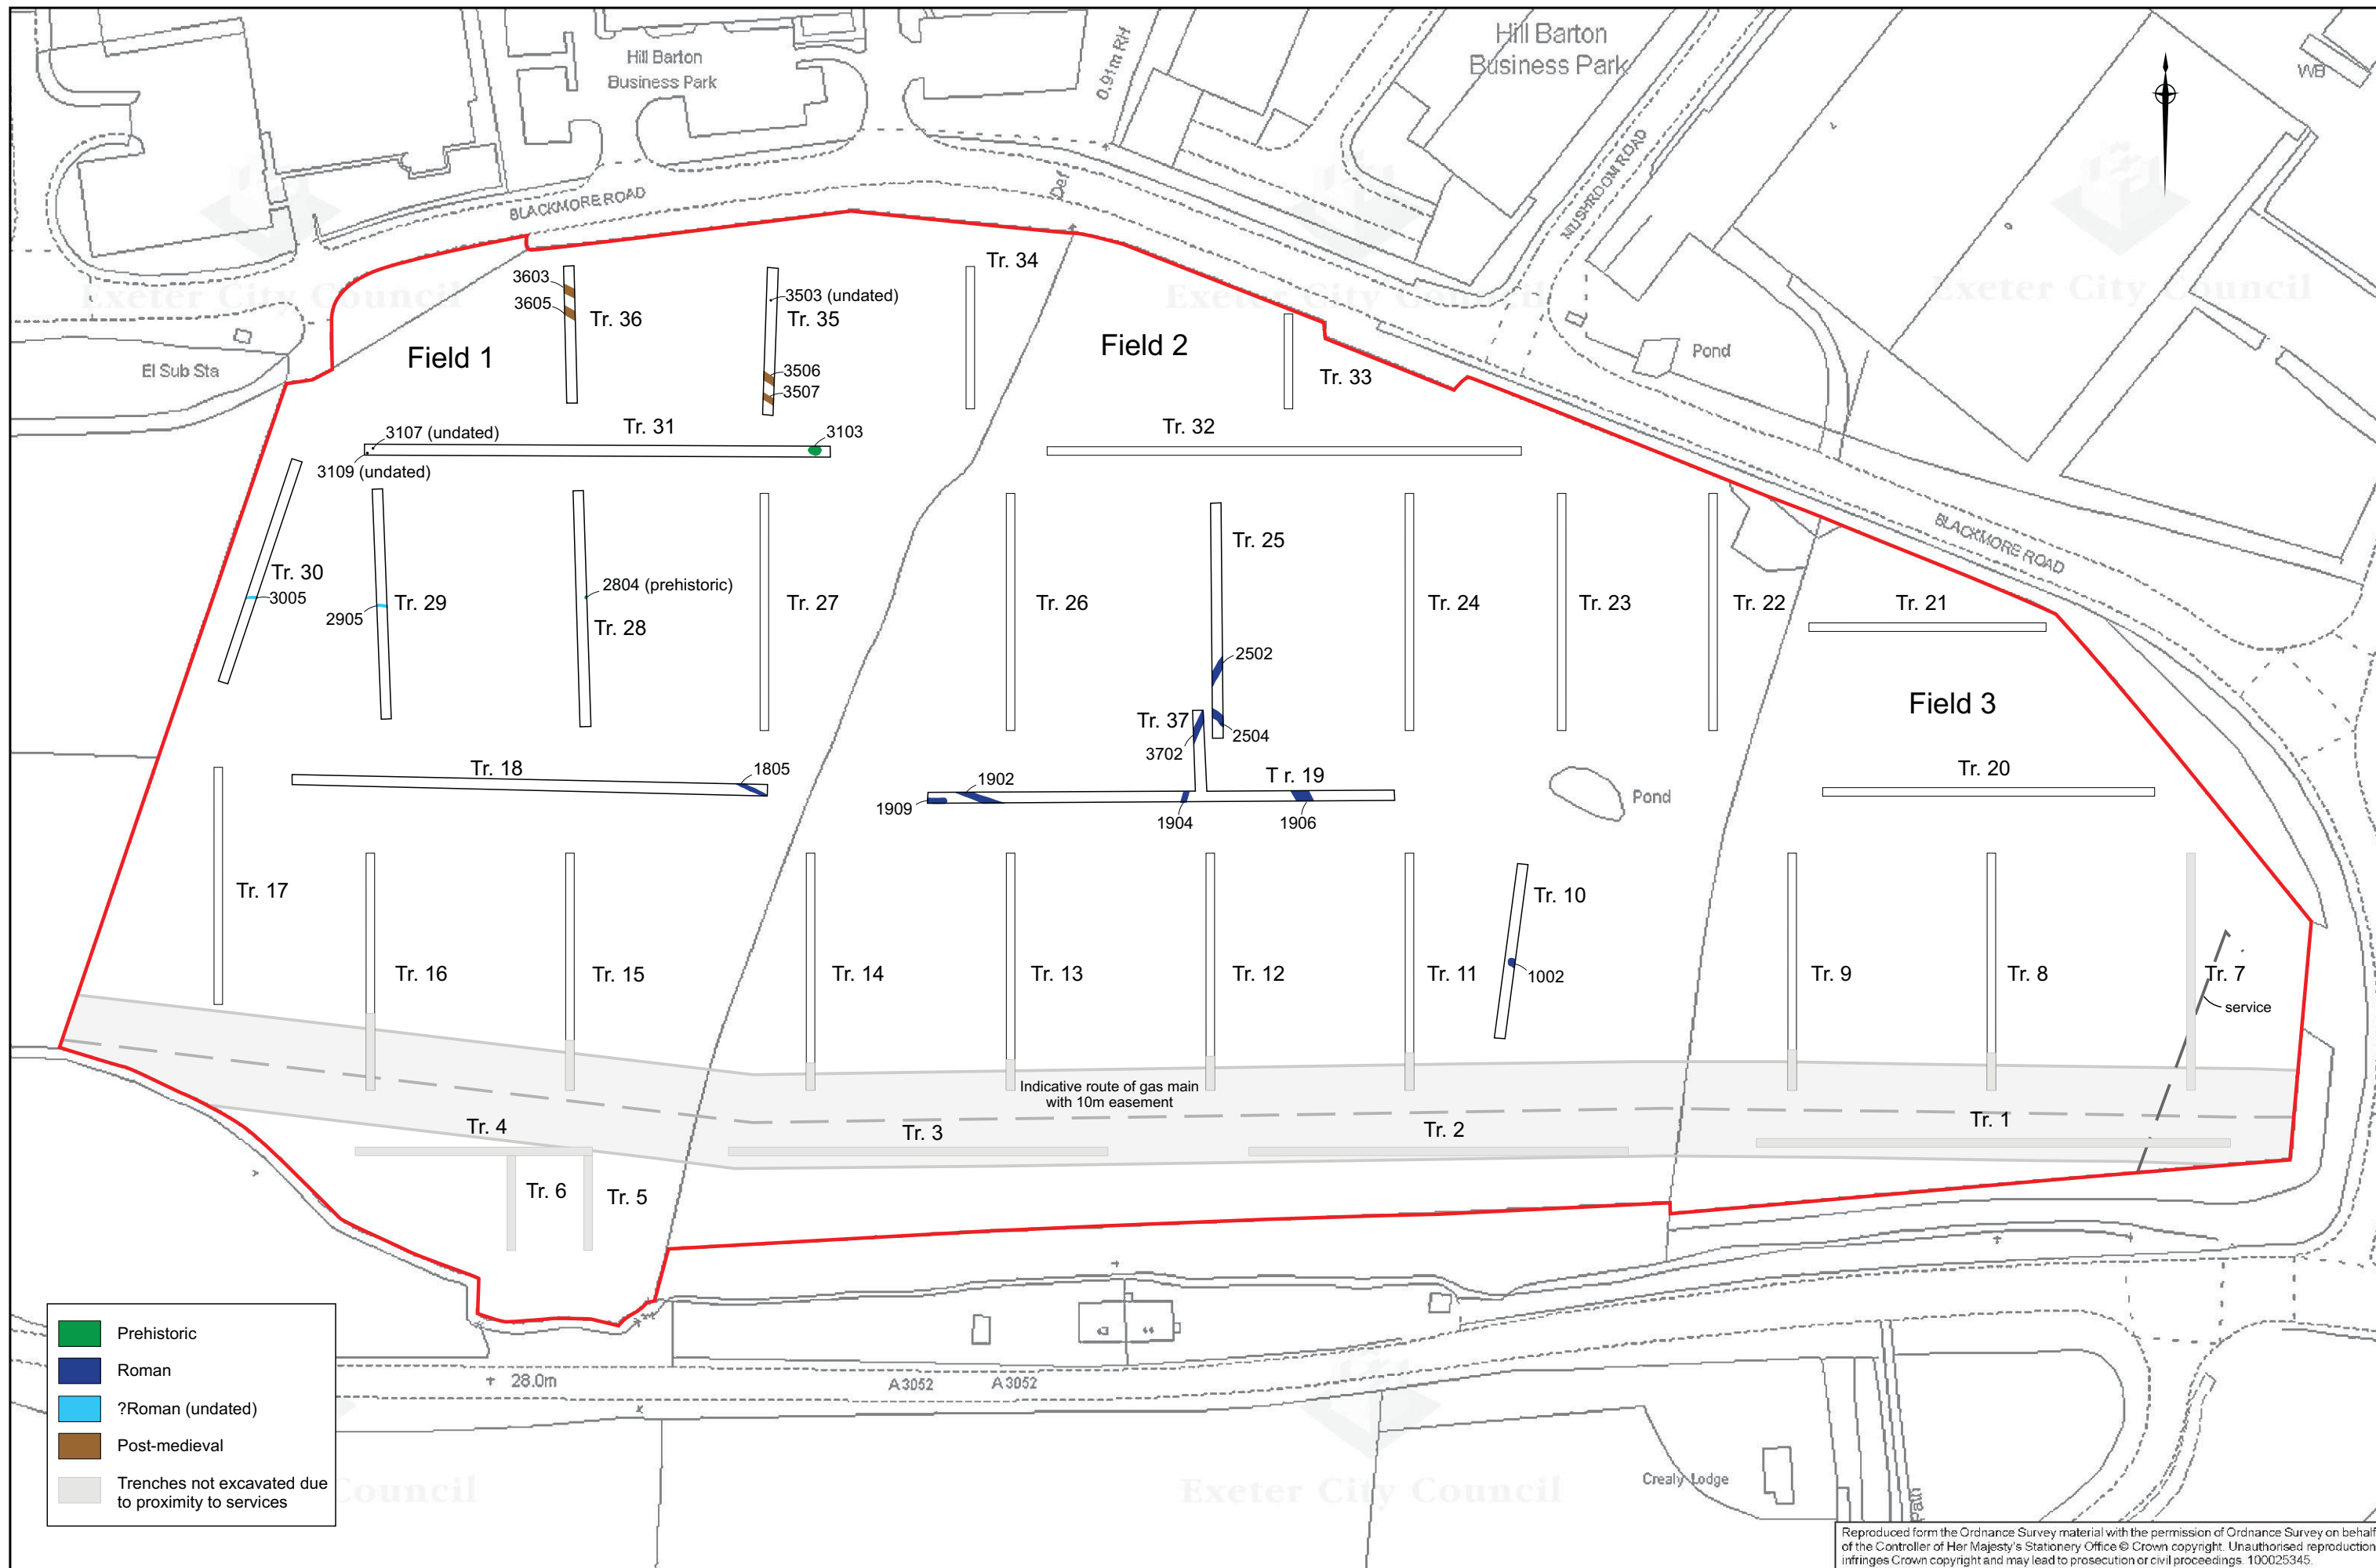 Hill Barton
Business Park
0.91m RH
Hill Barton
Business Park
WB
MUSHROOM ROAD
BLACKMORE ROAD
Def
Exeter City Council
Exeter City Council
Exeter City Council
El Sub Sta
3603
3605
Tr. 36
3503 (undated)
Tr. 35
3506
3507
Tr. 34
Field 1
Field 2
Tr. 33
Pond
3107 (undated)
Tr. 31
3103
3109 (undated)
Tr. 32
BLACKMORE ROAD
Tr. 30
3005
2905
Tr. 29
2804 (prehistoric)
Tr. 28
Tr. 27
Tr. 26
Tr. 25
Tr. 24
Tr. 23
Tr. 22
Tr. 21
2502
2504
Tr. 37
3702
Field 3
Tr. 18
1805
1909
1902
1904
Tr. 19
1906
Pond
Tr. 20
Tr. 17
Tr. 16
Tr. 15
Tr. 14
Tr. 13
Tr. 12
Tr. 11
Tr. 10
1002
Tr. 9
Tr. 8
Tr. 7
service
Indicative route of gas main
with 10m easement
Tr. 4
Tr. 3
Tr. 2
Tr. 1
Tr. 6
Tr. 5
28.0m
A3052
A3052
Prehistoric
Roman
?Roman (undated)
Post-medieval
Trenches not excavated due
to proximity to services
Council
Exeter City Council
Crealy Lodge
Path
Reproduced form the Ordnance Survey material with the permission of Ordnance Survey on behalf
of the Controller of Her Majesty's Stationery Office © Crown copyright. Unauthorised reproduction
infringes Crown copyright and may lead to prosecution or civil proceedings. 100025345.